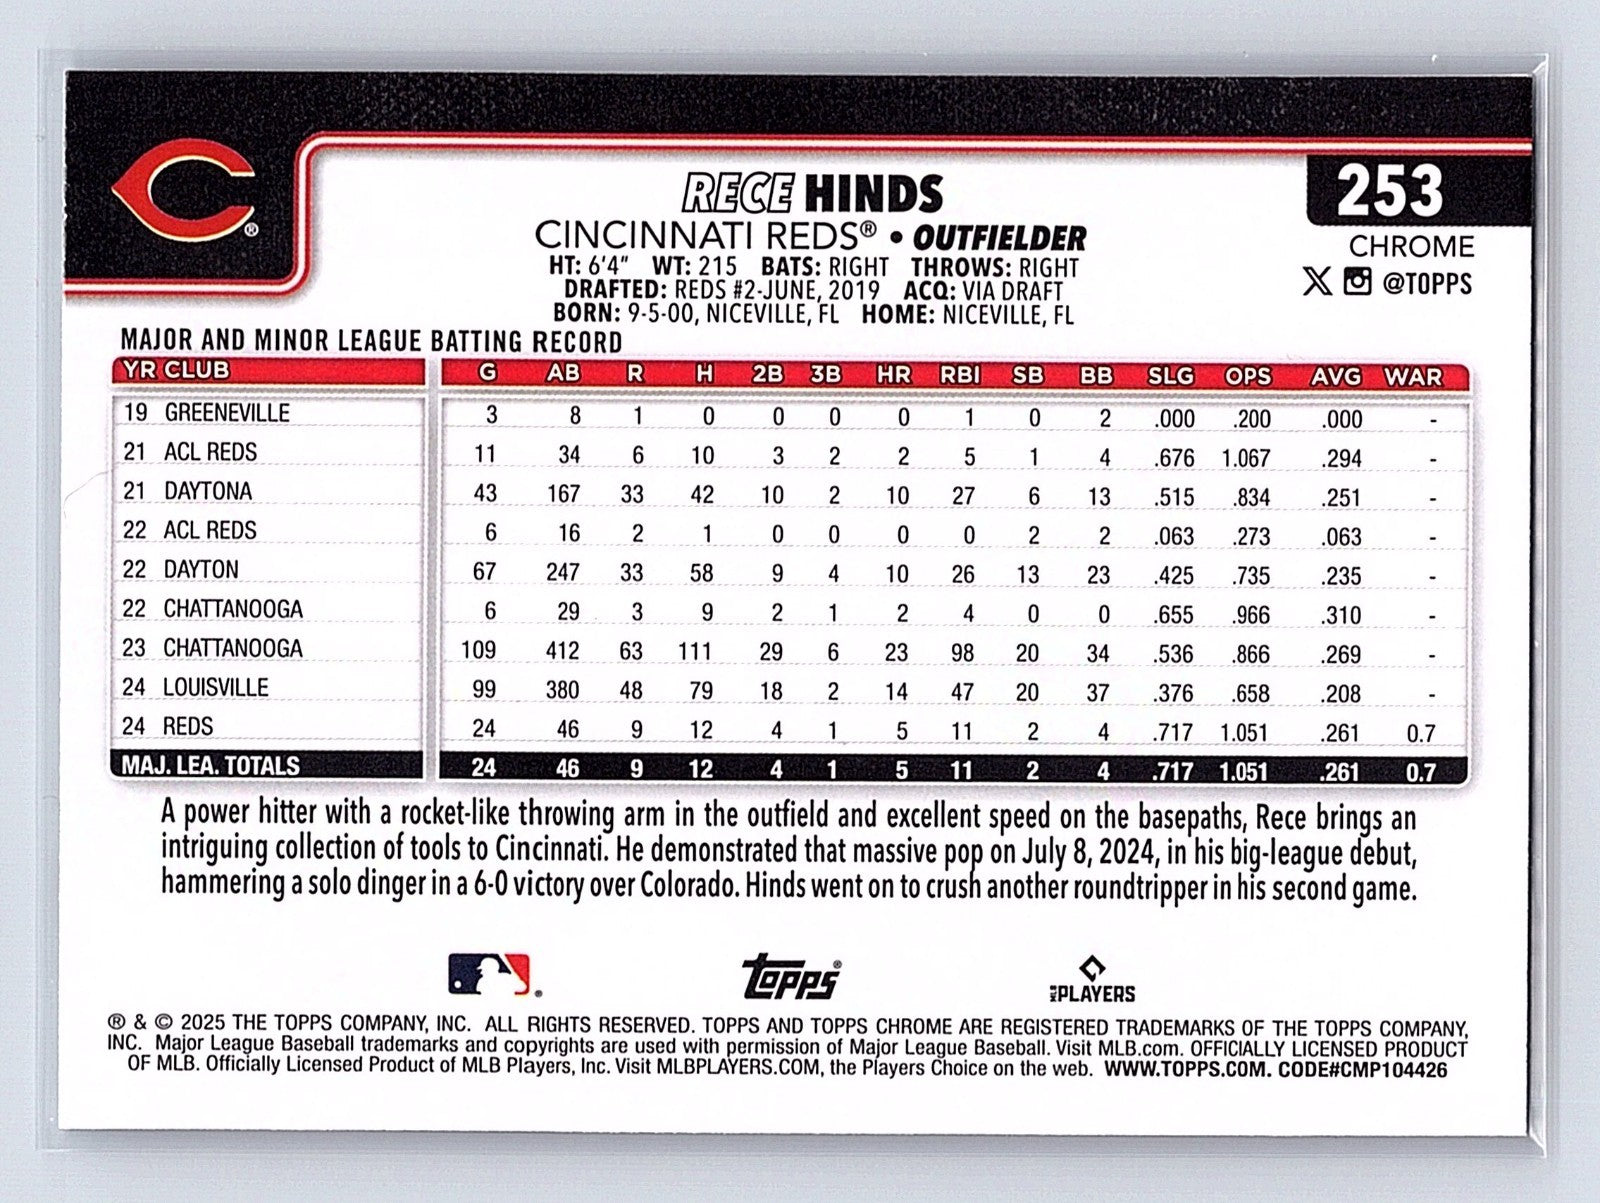 RECE HINDS
253
CINCINNATI REDS® • OUTFIELDER
CHROME
HT: 6'4" WT: 215 BATS: RIGHT THROWS: RIGHT
@TOPPS
DRAFTED: REDS #2-JUNE, 2019 ACQ: VIA DRAFT
BORN: 9-5-00, NICEVILLE, FL HOME: NICEVILLE, FL
MAJOR AND MINOR LEAGUE BATTING RECORD
YR CLUB G AB R H 2B 3B HR RBI SB BB SLG OPS AVG WAR
19 GREENEVILLE 3 8 1 0 0 0 0 1 0 2 .000 .200 .000 -
21 ACL REDS 11 34 6 10 3 2 2 5 1 4 .676 1.067 .294 -
21 DAYTONA 43 167 33 42 10 2 10 27 6 13 .515 .834 .251 -
22 ACL REDS 6 16 2 1 0 0 0 0 2 2 .063 .273 .063 -
22 DAYTON 67 247 33 58 9 4 10 26 13 23 .425 .735 .235 -
22 CHATTANOOGA 6 29 3 9 2 1 2 4 0 0 .655 .966 .310 -
23 CHATTANOOGA 109 412 63 111 29 6 23 98 20 34 .536 .866 .269 -
24 LOUISVILLE 99 380 48 79 18 2 14 47 20 37 .376 .658 .208 -
24 REDS 24 46 9 12 4 1 5 11 2 4 .717 1.051 .261 0.7
MAJ. LEA. TOTALS 24 46 9 12 4 1 5 11 2 4 .717 1.051 .261 0.7
A power hitter with a rocket-like throwing arm in the outfield and excellent speed on the basepaths, Rece brings an
intriguing collection of tools to Cincinnati. He demonstrated that massive pop on July 8, 2024, in his big-league debut,
hammering a solo dinger in a 6-0 victory over Colorado. Hinds went on to crush another roundtripper in his second game.
Topps®
MLB PLAYERS
® & © 2025 THE TOPPS COMPANY, INC. ALL RIGHTS RESERVED. TOPPS AND TOPPS CHROME ARE REGISTERED TRADEMARKS OF THE TOPPS COMPANY,
INC. Major League Baseball trademarks and copyrights are used with permission of Major League Baseball. Visit MLB.com. OFFICIALLY LICENSED PRODUCT
OF MLB. Officially Licensed Product of MLB Players, Inc. Visit MLBPLAYERS.COM, the Players Choice on the web. WWW.TOPPS.COM. CODE#CMP104426